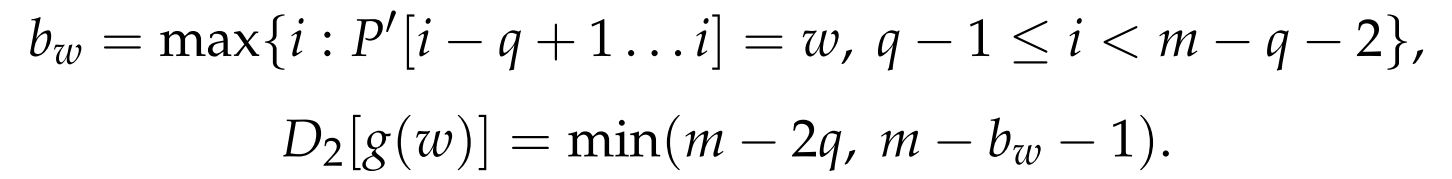 b_w = max{i : P′[i − q + 1 … i] = w, q − 1 ≤ i < m − q − 2},
D_2[g(w)] = min(m − 2q, m − b_w − 1).